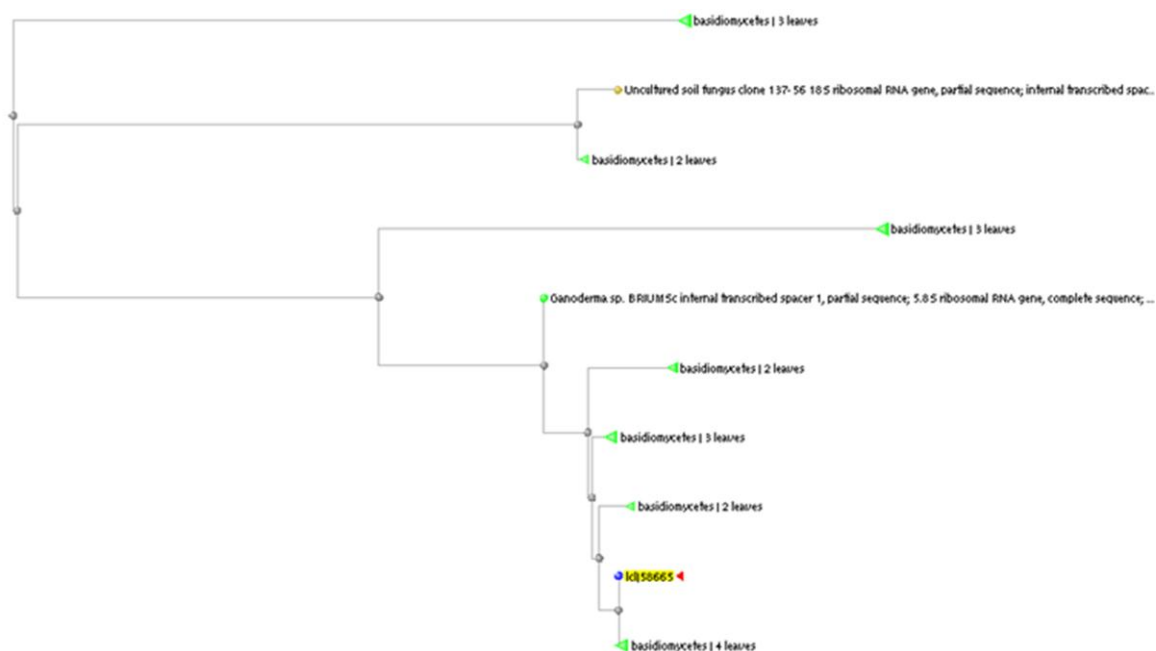 basidiomycetes | 3 leaves
Uncultured soil fungus clone 137-56 18S ribosomal RNA gene, partial sequence; internal transcribed spac...
basidiomycetes | 2 leaves
basidiomycetes | 3 leaves
Ganoderma sp. BRIUMSc internal transcribed spacer 1, partial sequence; 5.8S ribosomal RNA gene, complete sequence; ...
basidiomycetes | 2 leaves
basidiomycetes | 3 leaves
basidiomycetes | 2 leaves
lcl|58665
basidiomycetes | 4 leaves